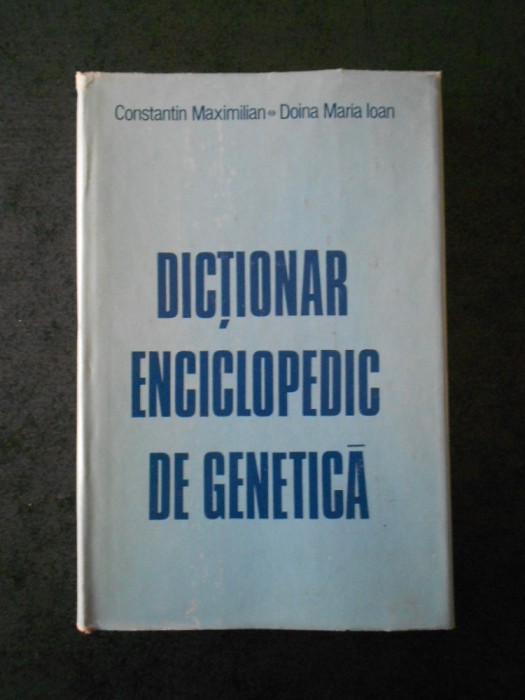 Constantin Maximilian • Doina Maria Ioan
DICȚIONAR
ENCICLOPEDIC
DE GENETICĂ